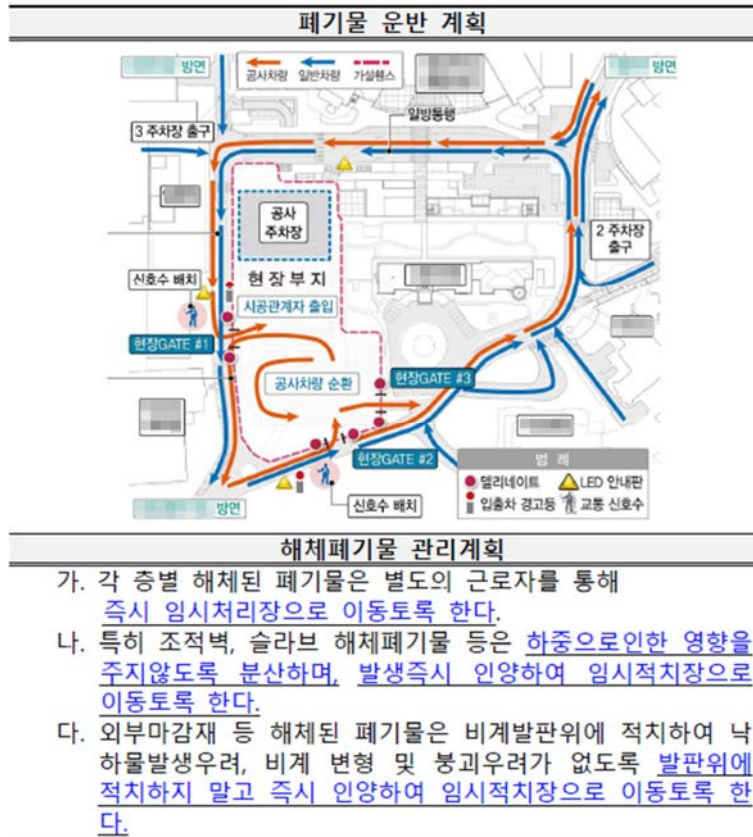 폐기물 운반 계획
방면
공사차량 일반차량 가설휀스
방면
일방통행
3 주차장 출구
공사
주차장
2 주차장
출구
현장부지
신호수 배치
시공관계자 출입
현장GATE #1
공사차량 순환
현장GATE #3
현장GATE #2
범 례
델리네이트 LED 안내판
입출차 경고등 교통 신호수
신호수 배치
방면
해체폐기물 관리계획
가. 각 층별 해체된 폐기물은 별도의 근로자를 통해
즉시 임시처리장으로 이동토록 한다.
나. 특히 조적벽, 슬라브 해체폐기물 등은 하중으로인한 영향을
주지않도록 분산하며, 발생즉시 인양하여 임시적치장으로
이동토록 한다.
다. 외부마감재 등 해체된 폐기물은 비계발판위에 적치하여 낙
하물발생우려, 비계 변형 및 붕괴우려가 없도록 발판위에
적치하지 말고 즉시 인양하여 임시적치장으로 이동토록 한
다.